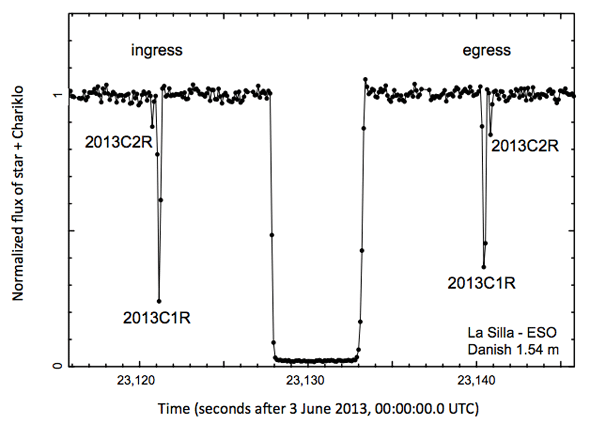 ingress
egress
1
2013C2R
2013C2R
2013C1R
2013C1R
La Silla - ESO
Danish 1.54 m
0
23,120
23,130
23,140
Normalized flux of star + Chariklo
Time (seconds after 3 June 2013, 00:00:00.0 UTC)